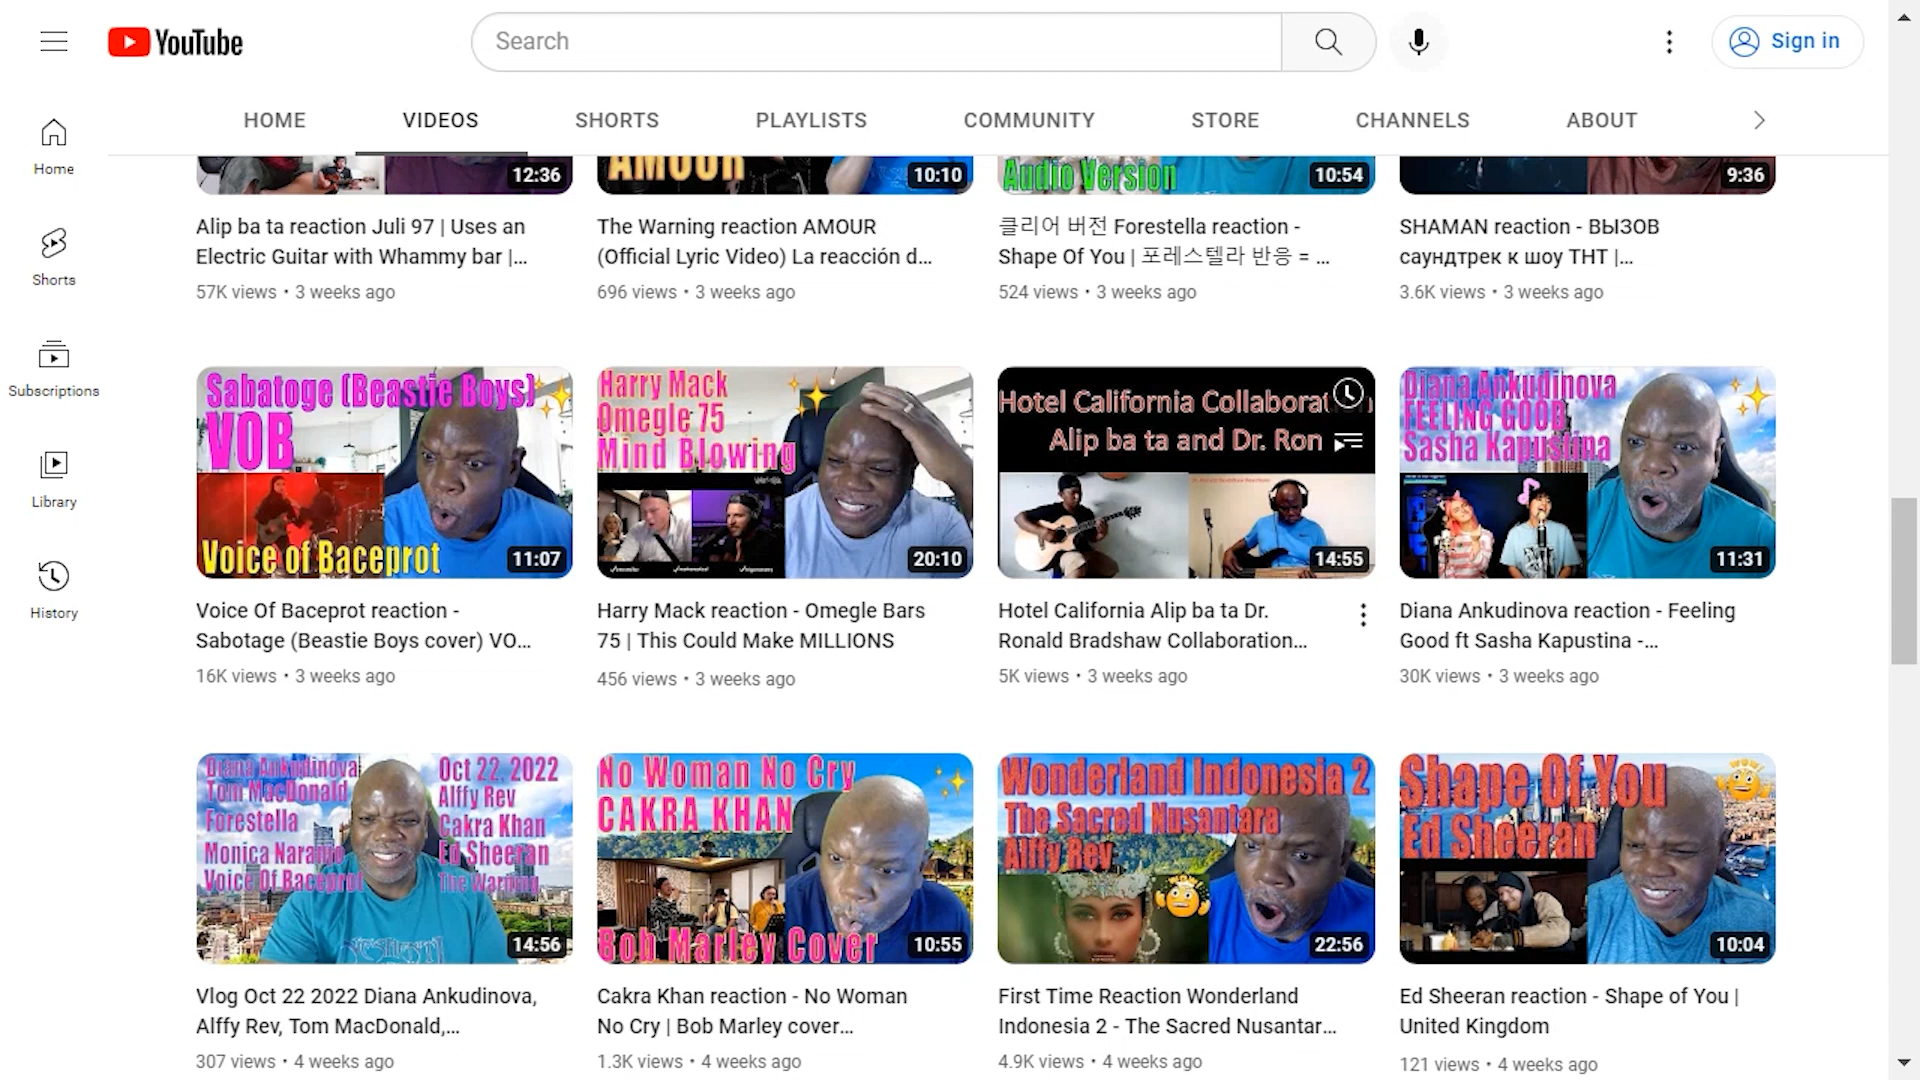 YouTube
Search
Sign in
HOME VIDEOS SHORTS PLAYLISTS COMMUNITY STORE CHANNELS ABOUT
Home
Shorts
Subscriptions
Library
History
12:36
AMOUR
10:10
Audio Version
10:54
9:36
Alip ba ta reaction Juli 97 | Uses an
Electric Guitar with Whammy bar |...
57K views • 3 weeks ago
The Warning reaction AMOUR
(Official Lyric Video) La reacción d...
696 views • 3 weeks ago
클리어 버전 Forestella reaction -
Shape Of You | 포레스텔라 반응 = ...
524 views • 3 weeks ago
SHAMAN reaction - ВЫЗОВ
саундтрек к шоу ТНТ |...
3.6K views • 3 weeks ago
Sabatoge (Beastie Boys)
VOB
Voice of Baceprot
11:07
Harry Mack
Omegle 75
Mind Blowing
20:10
Hotel California Collaborat
Alip ba ta and Dr. Ron
14:55
Diana Ankudinova
FEELING GOOD
Sasha Kapustina
11:31
Voice Of Baceprot reaction -
Sabotage (Beastie Boys cover) VO...
16K views • 3 weeks ago
Harry Mack reaction - Omegle Bars
75 | This Could Make MILLIONS
456 views • 3 weeks ago
Hotel California Alip ba ta Dr.
Ronald Bradshaw Collaboration...
5K views • 3 weeks ago
Diana Ankudinova reaction - Feeling
Good ft Sasha Kapustina -...
30K views • 3 weeks ago
Diana Ankudinova
Tom MacDonald
Forestella
Monica Naranjo
Voice Of Baceprot
Oct 22, 2022
Alffy Rev
Cakra Khan
Ed Sheeran
The Warning
14:56
No Woman No Cry
CAKRA KHAN
Bob Marley Cover
10:55
Wonderland Indonesia 2
The Sacred Nusantara
Alffy Rev
22:56
Shape Of You
Ed Sheeran
WOW!
10:04
Vlog Oct 22 2022 Diana Ankudinova,
Alffy Rev, Tom MacDonald,...
307 views • 4 weeks ago
Cakra Khan reaction - No Woman
No Cry | Bob Marley cover...
1.3K views • 4 weeks ago
First Time Reaction Wonderland
Indonesia 2 - The Sacred Nusantar...
4.9K views • 4 weeks ago
Ed Sheeran reaction - Shape of You |
United Kingdom
121 views • 4 weeks ago